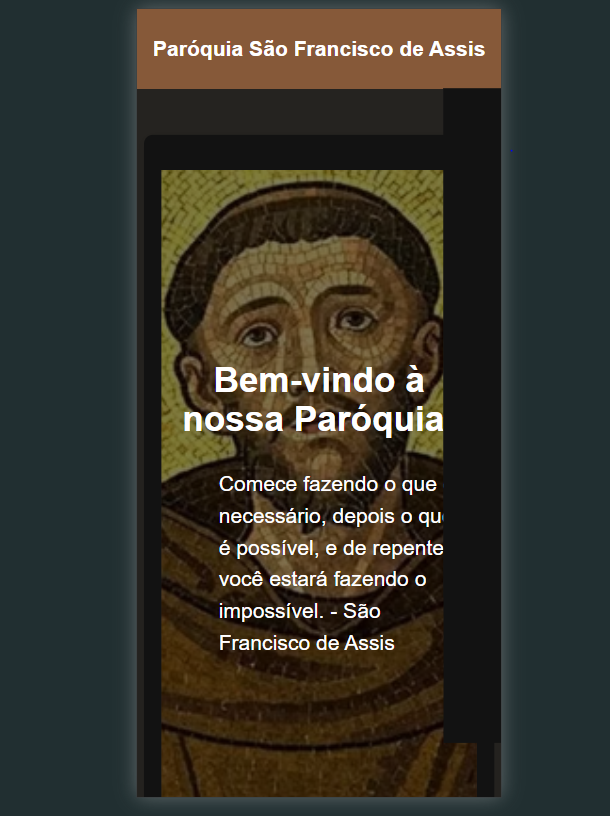 Paróquia São Francisco de Assis
Bem-vindo à
nossa Paróquia
Comece fazendo o que
necessário, depois o que
é possível, e de repente
você estará fazendo o
impossível. - São
Francisco de Assis